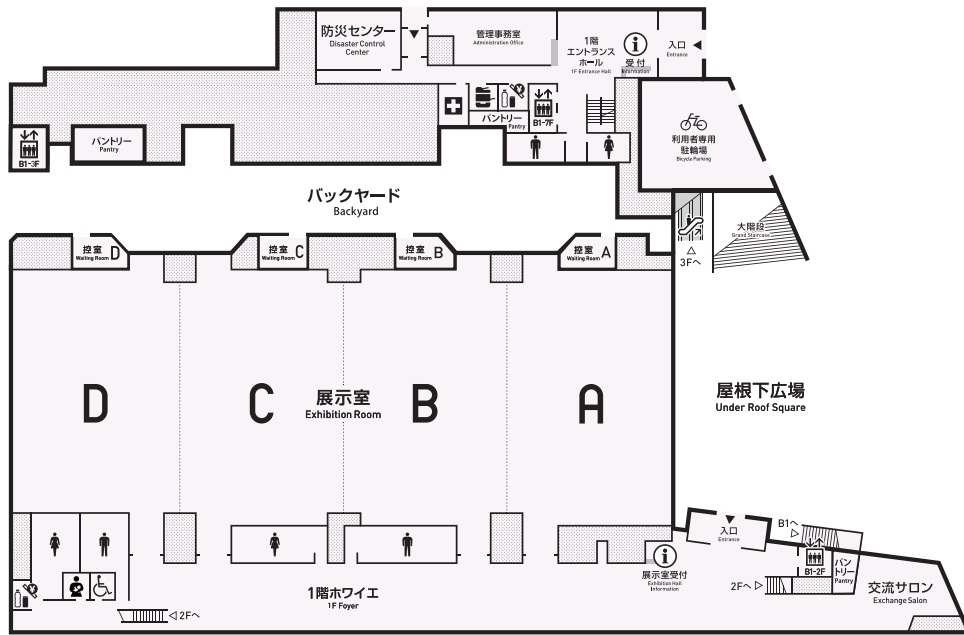 防災センター
Disaster Control
Center
管理事務室
Administration Office
1階
エントランス
ホール
1F Entrance Hall
受付
Information
入口
Entrance
パントリー
Pantry
B1-7F
利用者専用
駐輪場
Bicycle Parking
B1-3F
パントリー
Pantry
バックヤード
Backyard
大階段
Grand Staircase
3Fへ
控室 D
Waiting Room
控室 C
Waiting Room
控室 B
Waiting Room
控室 A
Waiting Room
D
C
展示室
Exhibition Room
B
A
屋根下広場
Under Roof Square
入口
Entrance
B1へ
B1-2F
パン
トリー
Pantry
2Fへ
展示室受付
Exhibition Hall
Information
交流サロン
Exchange Salon
1階ホワイエ
1F Foyer
2Fへ